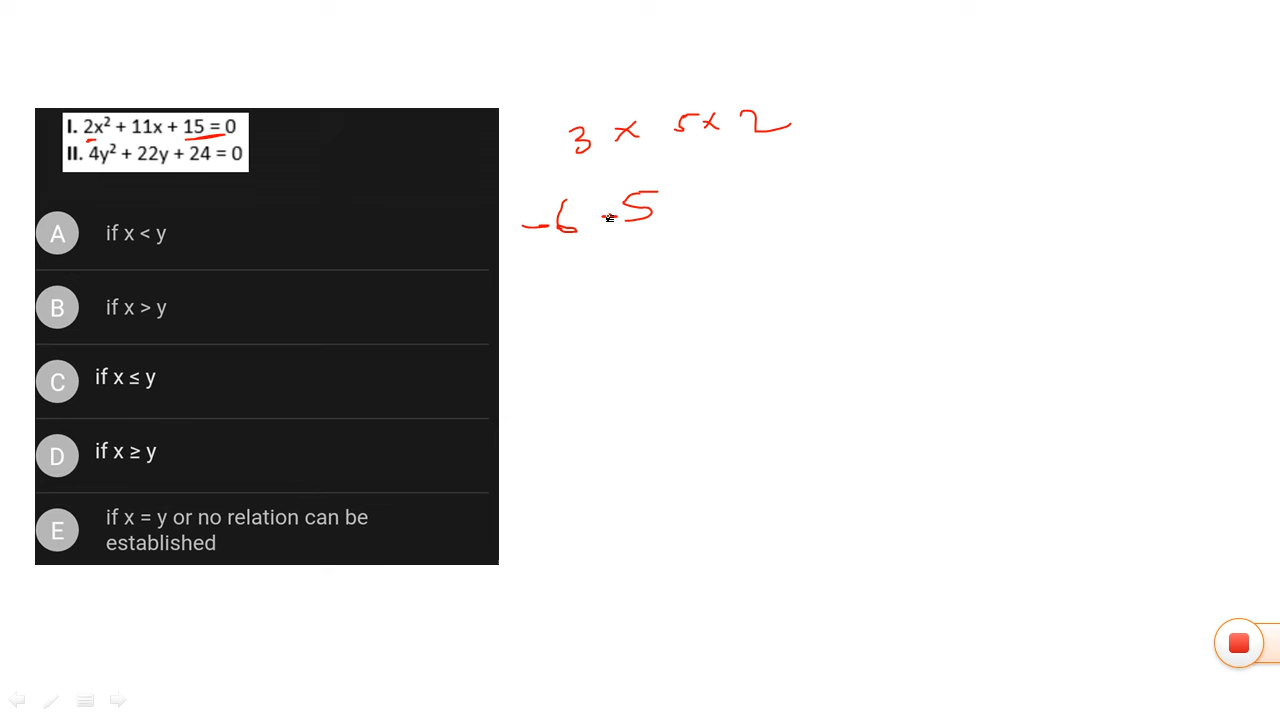 I. 2x² + 11x + 15 = 0
II. 4y² + 22y + 24 = 0
3 x 5 x 2
-6 -5
A if x < y
B if x > y
C if x ≤ y
D if x ≥ y
E if x = y or no relation can be
established